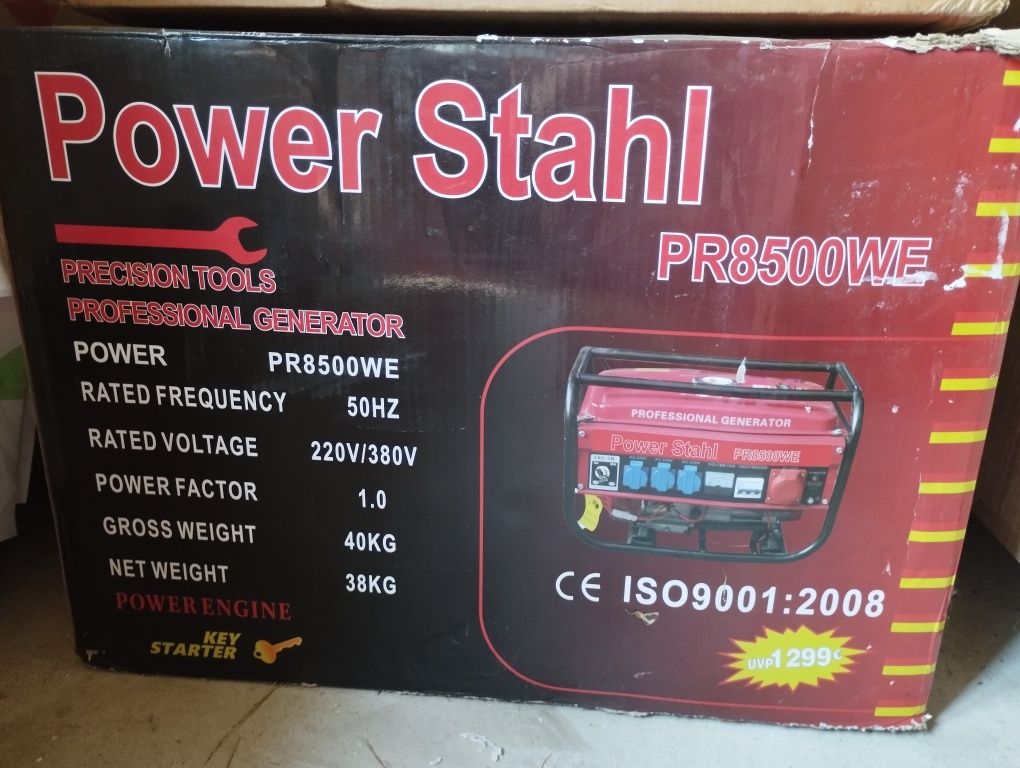 Power Stahl
PR8500WE
PRECISION TOOLS
PROFESSIONAL GENERATOR
POWER PR8500WE
RATED FREQUENCY 50HZ
RATED VOLTAGE 220V/380V
POWER FACTOR 1.0
GROSS WEIGHT 40KG
NET WEIGHT 38KG
POWER ENGINE
KEY
STARTER
PROFESSIONAL GENERATOR
Power Stahl PR8500WE
CE ISO9001:2008
UVP1299€